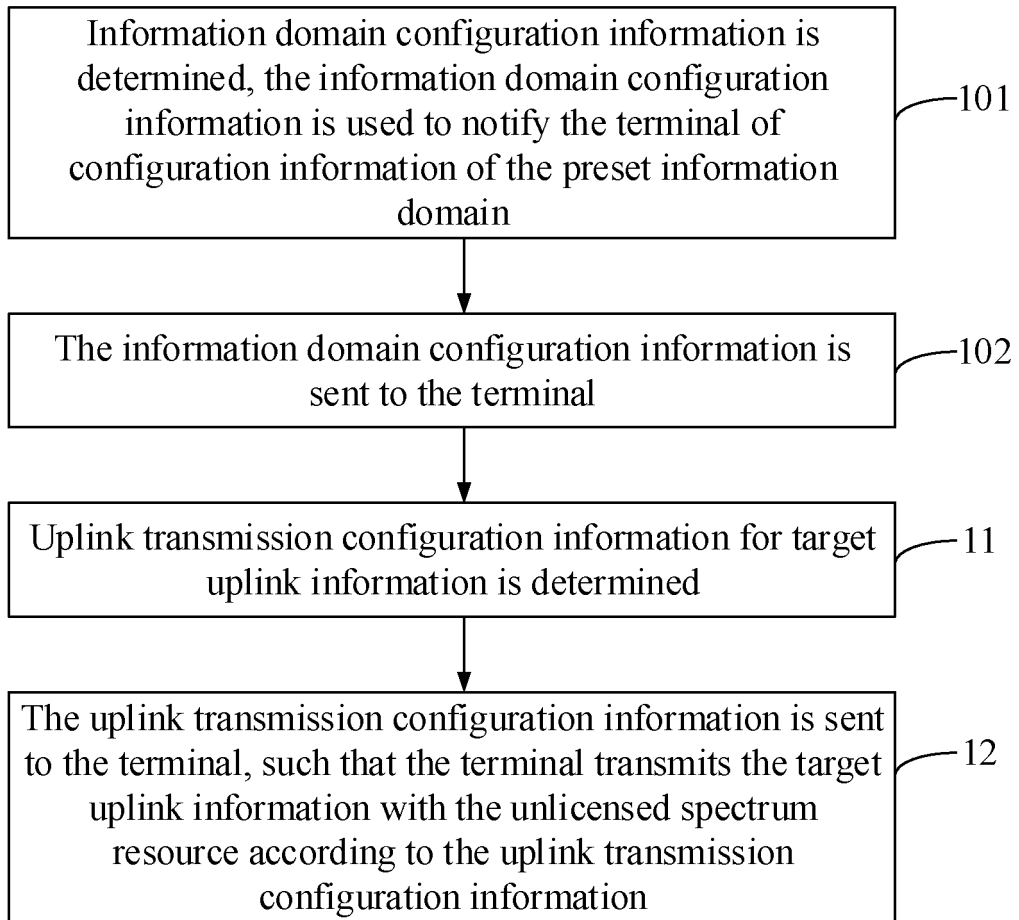 Information domain configuration information is
determined, the information domain configuration
information is used to notify the terminal of
configuration information of the preset information
domain
101
The information domain configuration information is
sent to the terminal
102
Uplink transmission configuration information for target
uplink information is determined
11
The uplink transmission configuration information is sent
to the terminal, such that the terminal transmits the target
uplink information with the unlicensed spectrum
resource according to the uplink transmission
configuration information
12